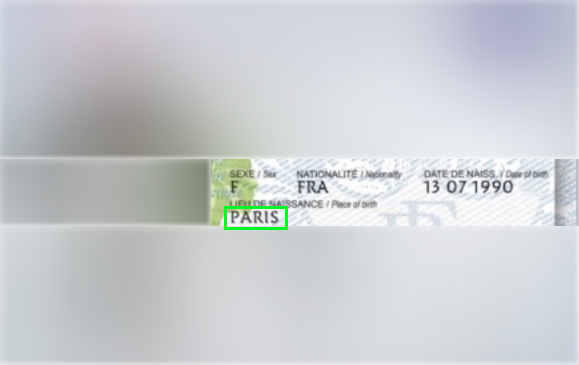 SEXE / Sex NATIONALITÉ / Nationality DATE DE NAISS. / Date of birth
F FRA 13 07 1990
LIEU DE NAISSANCE / Place of birth
PARIS